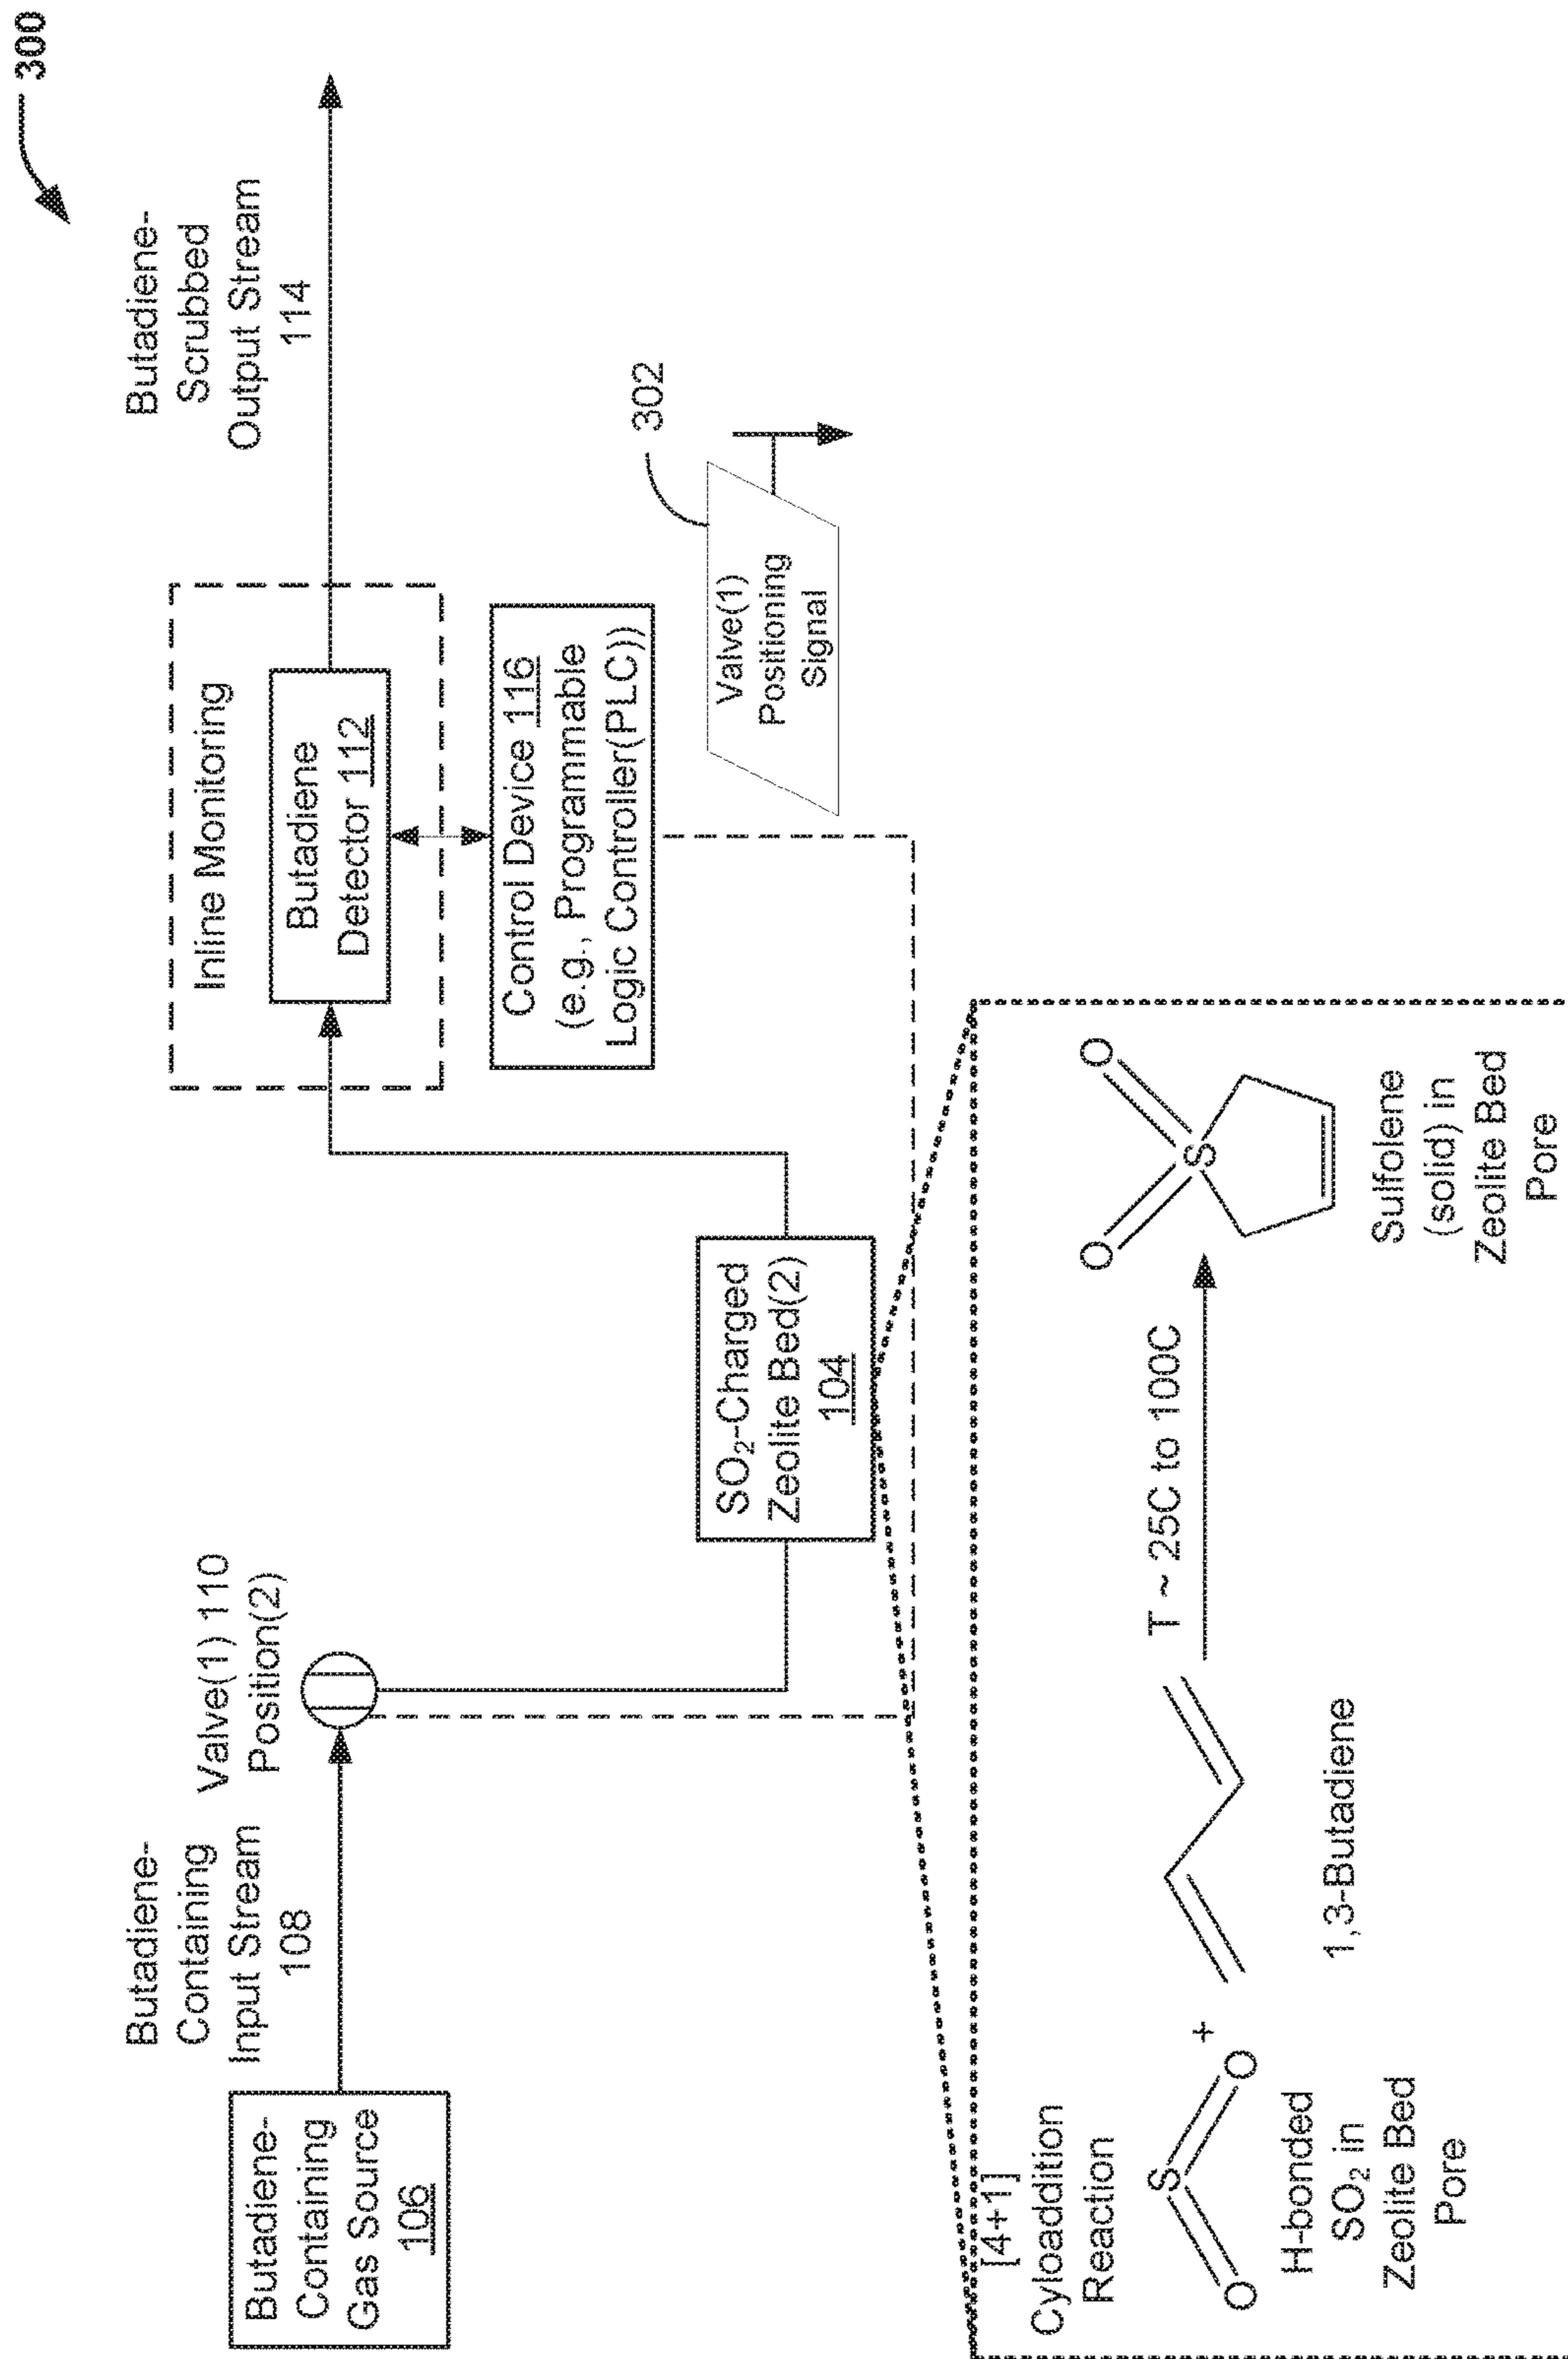 300
Butadiene-
Containing
Input Stream
108
Valve(1) 110
Position(2)
Butadiene-
Scrubbed
Output Stream
114
Butadiene-
Containing
Gas Source
106
Inline Monitoring
Butadiene
Detector 112
Control Device 116
(e.g., Programmable
Logic Controller(PLC))
302
Valve(1)
Positioning
Signal
SO₂-Charged
Zeolite Bed(2)
104
[4+1]
Cyloaddition
Reaction
O
S
O
+
H-bonded
SO₂ in
Zeolite Bed
Pore
1,3-Butadiene
T ~ 25C to 100C
O
O
S
Sulfolene
(solid) in
Zeolite Bed
Pore